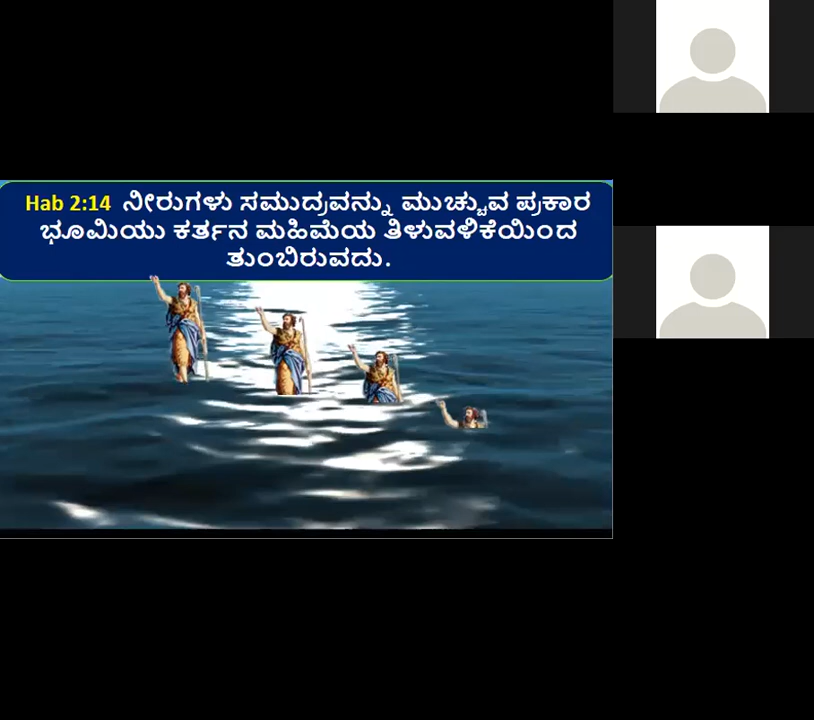 Hab 2:14 ನೀರುಗಳು ಸಮುದ್ರವನ್ನು ಮುಚ್ಚುವ ಪ್ರಕಾರ
ಭೂಮಿಯು ಕರ್ತನ ಮಹಿಮೆಯ ತಿಳುವಳಿಕೆಯಿಂದ
ತುಂಬಿರುವದು.